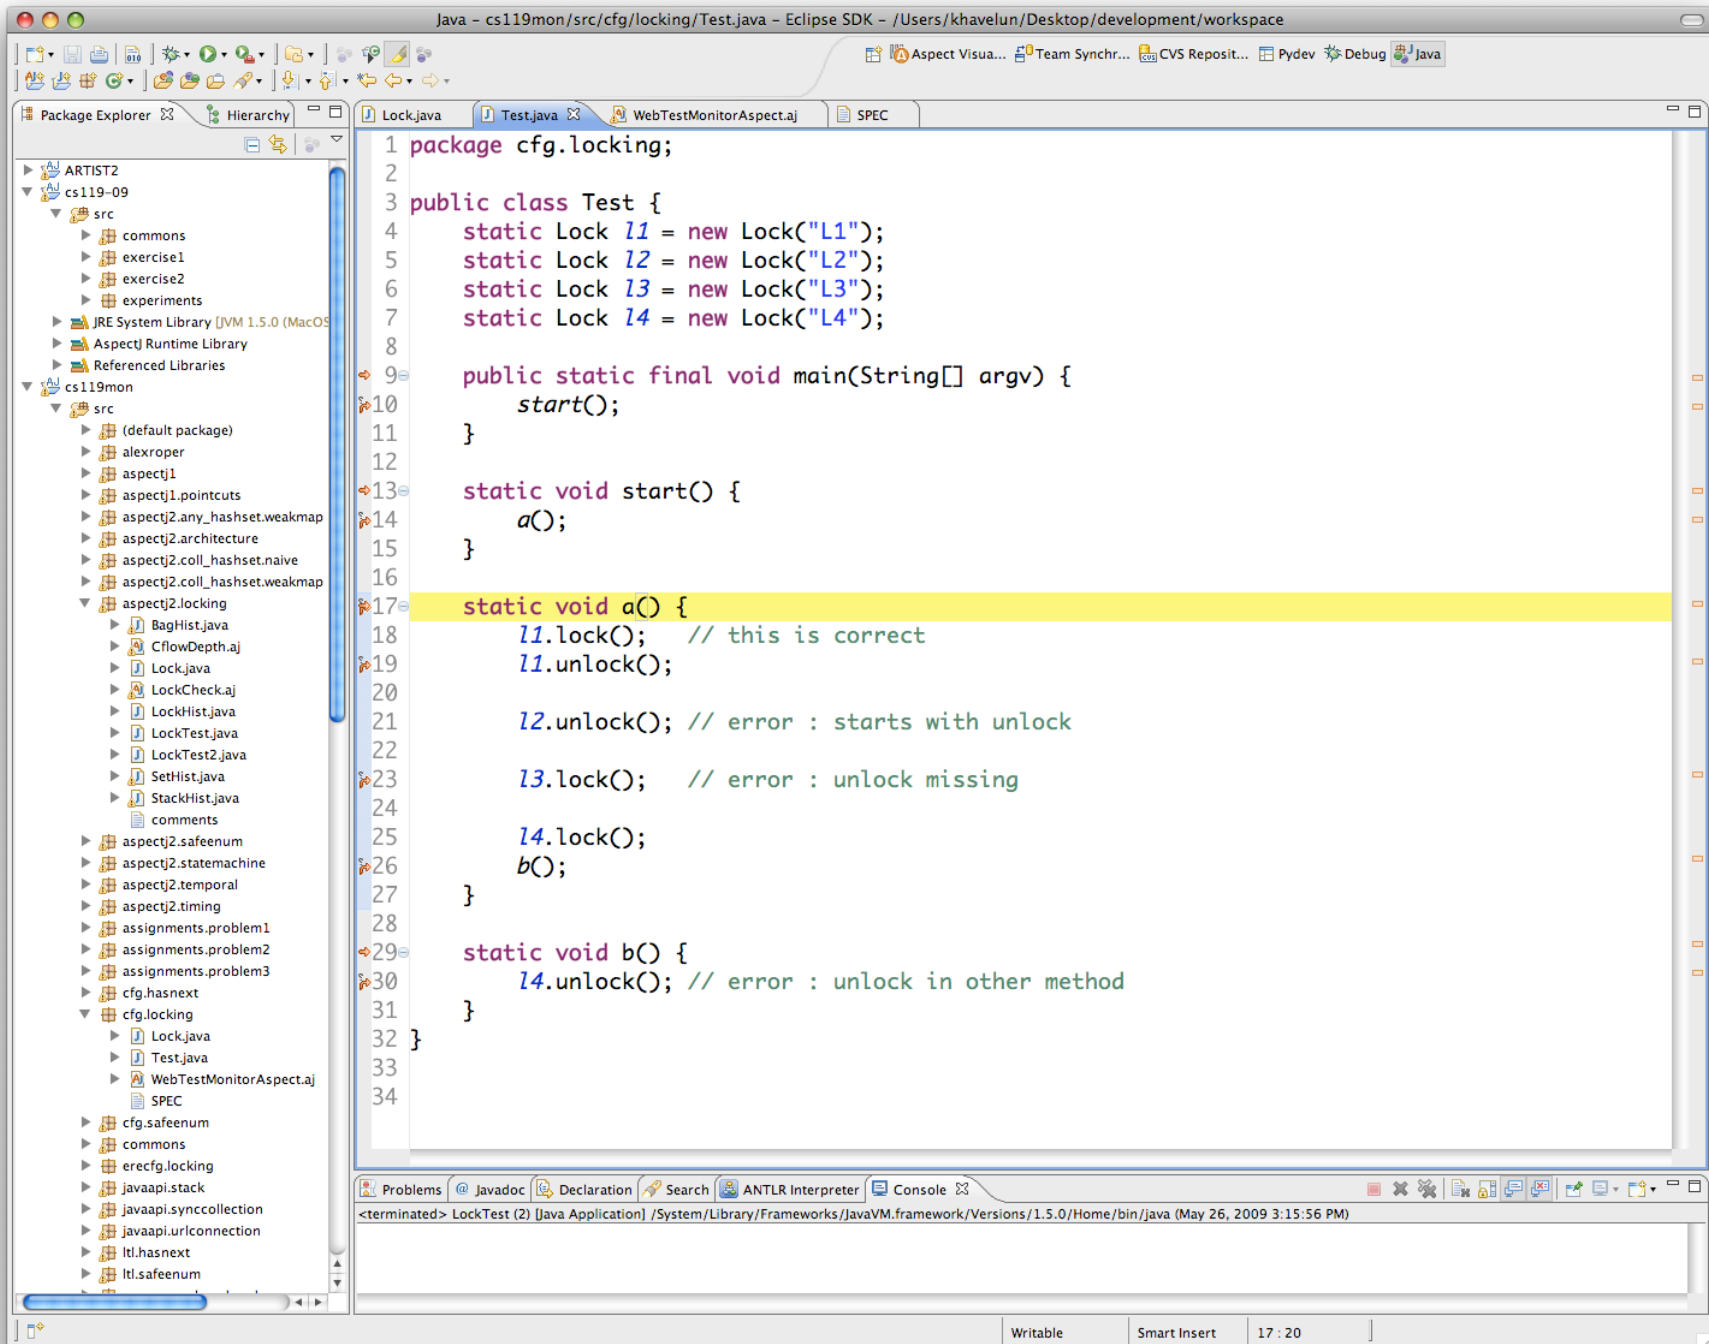 Java – cs119mon/src/cfg/locking/Test.java – Eclipse SDK – /Users/khavelun/Desktop/development/workspace
Aspect Visua... Team Synchr... CVS Reposit... Pydev Debug Java
Package Explorer Hierarchy
ARTIST2
cs119-09
src
commons
exercise1
exercise2
experiments
JRE System Library [JVM 1.5.0 (MacOS
AspectJ Runtime Library
Referenced Libraries
cs119mon
src
(default package)
alexroper
aspectj1
aspectj1.pointcuts
aspectj2.any_hashset.weakmap
aspectj2.architecture
aspectj2.coll_hashset.naive
aspectj2.coll_hashset.weakmap
aspectj2.locking
BagHist.java
CflowDepth.aj
Lock.java
LockCheck.aj
LockHist.java
LockTest.java
LockTest2.java
SetHist.java
StackHist.java
comments
aspectj2.safeenum
aspectj2.statemachine
aspectj2.temporal
aspectj2.timing
assignments.problem1
assignments.problem2
assignments.problem3
cfg.hasnext
cfg.locking
Lock.java
Test.java
WebTestMonitorAspect.aj
SPEC
cfg.safeenum
commons
erecfg.locking
javaapi.stack
javaapi.synccollection
javaapi.urlconnection
ltl.hasnext
ltl.safeenum
Lock.java Test.java WebTestMonitorAspect.aj SPEC
1 package cfg.locking;
2
3 public class Test {
4 static Lock l1 = new Lock("L1");
5 static Lock l2 = new Lock("L2");
6 static Lock l3 = new Lock("L3");
7 static Lock l4 = new Lock("L4");
8
9 public static final void main(String[] argv) {
10 start();
11 }
12
13 static void start() {
14 a();
15 }
16
17 static void a() {
18 l1.lock(); // this is correct
19 l1.unlock();
20
21 l2.unlock(); // error : starts with unlock
22
23 l3.lock(); // error : unlock missing
24
25 l4.lock();
26 b();
27 }
28
29 static void b() {
30 l4.unlock(); // error : unlock in other method
31 }
32 }
33
34
Problems Javadoc Declaration Search ANTLR Interpreter Console
<terminated> LockTest (2) [Java Application] /System/Library/Frameworks/JavaVM.framework/Versions/1.5.0/Home/bin/java (May 26, 2009 3:15:56 PM)
Writable Smart Insert 17 : 20